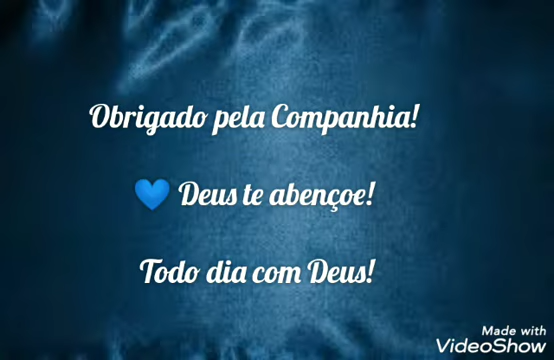 Obrigado pela Companhia!
💙 Deus te abençoe!
Todo dia com Deus!
Made with
VideoShow